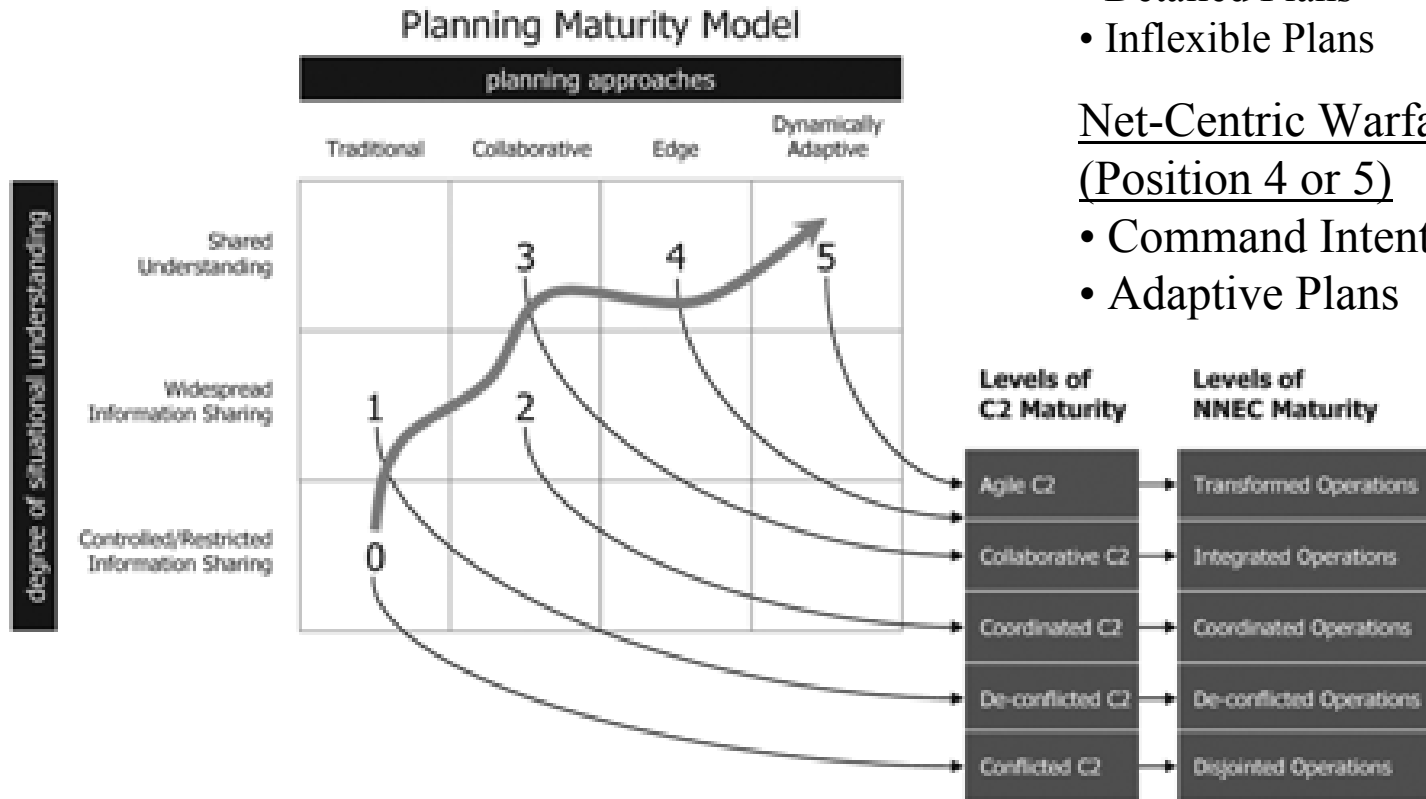 Planning Maturity Model
planning approaches
Traditional
Collaborative
Edge
Dynamically
Adaptive
degree of situational understanding
Shared
Understanding
Widespread
Information Sharing
Controlled/Restricted
Information Sharing
0
1
2
3
4
5
• Detailed Plans
• Inflexible Plans
Net-Centric Warfa
(Position 4 or 5)
• Command Intent
• Adaptive Plans
Levels of
C2 Maturity
Levels of
NNEC Maturity
Agile C2
Transformed Operations
Collaborative C2
Integrated Operations
Coordinated C2
Coordinated Operations
De-conflicted C2
De-conflicted Operations
Conflicted C2
Disjointed Operations